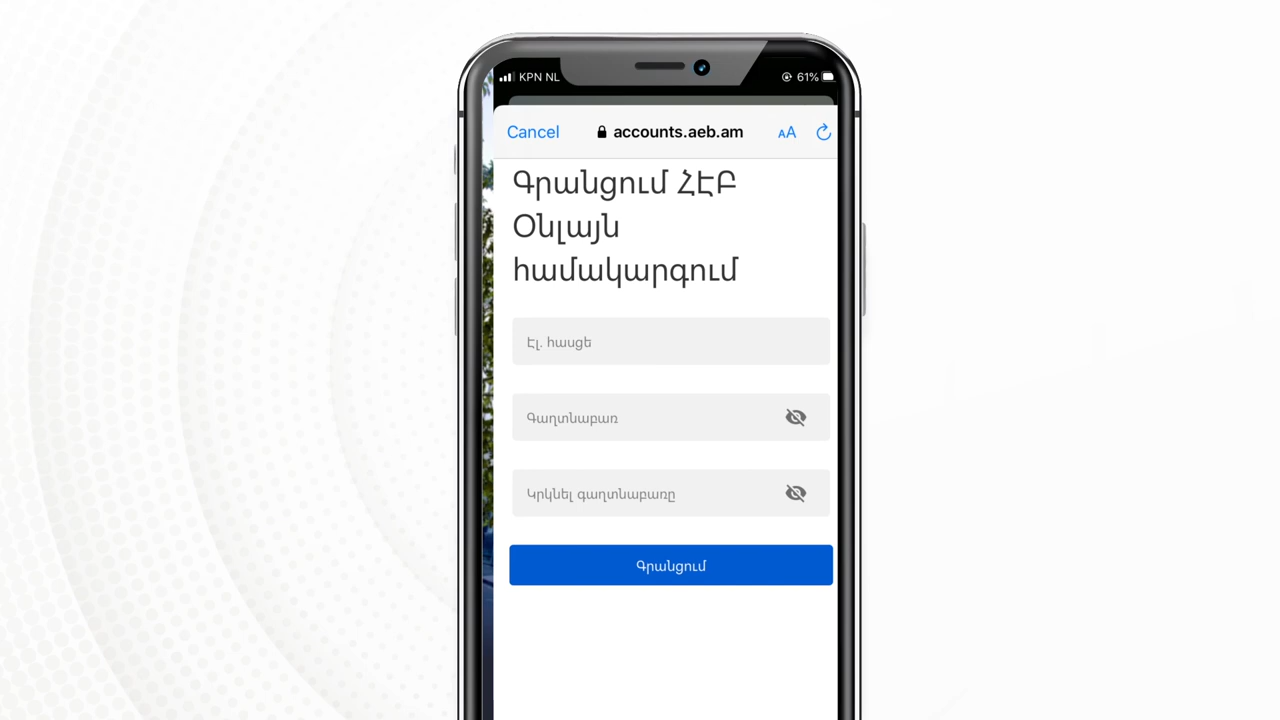 KPN NL 61%
Cancel accounts.aeb.am AA
Գրանցում ՀԷԲ
Օնլայն
համակարգում
Էլ. հասցե
Գաղտնաբառ
Կրկնել գաղտնաբառը
Գրանցում